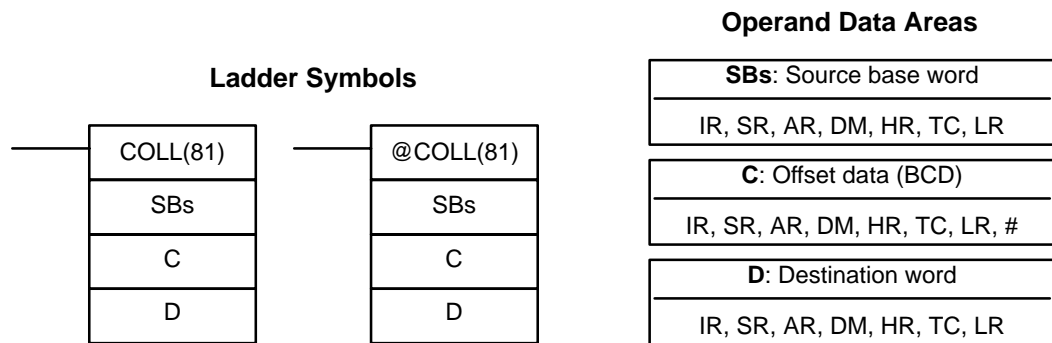 Ladder Symbols
COLL(81)
SBs
C
D
@COLL(81)
SBs
C
D
Operand Data Areas
SBs: Source base word
IR, SR, AR, DM, HR, TC, LR
C: Offset data (BCD)
IR, SR, AR, DM, HR, TC, LR, #
D: Destination word
IR, SR, AR, DM, HR, TC, LR